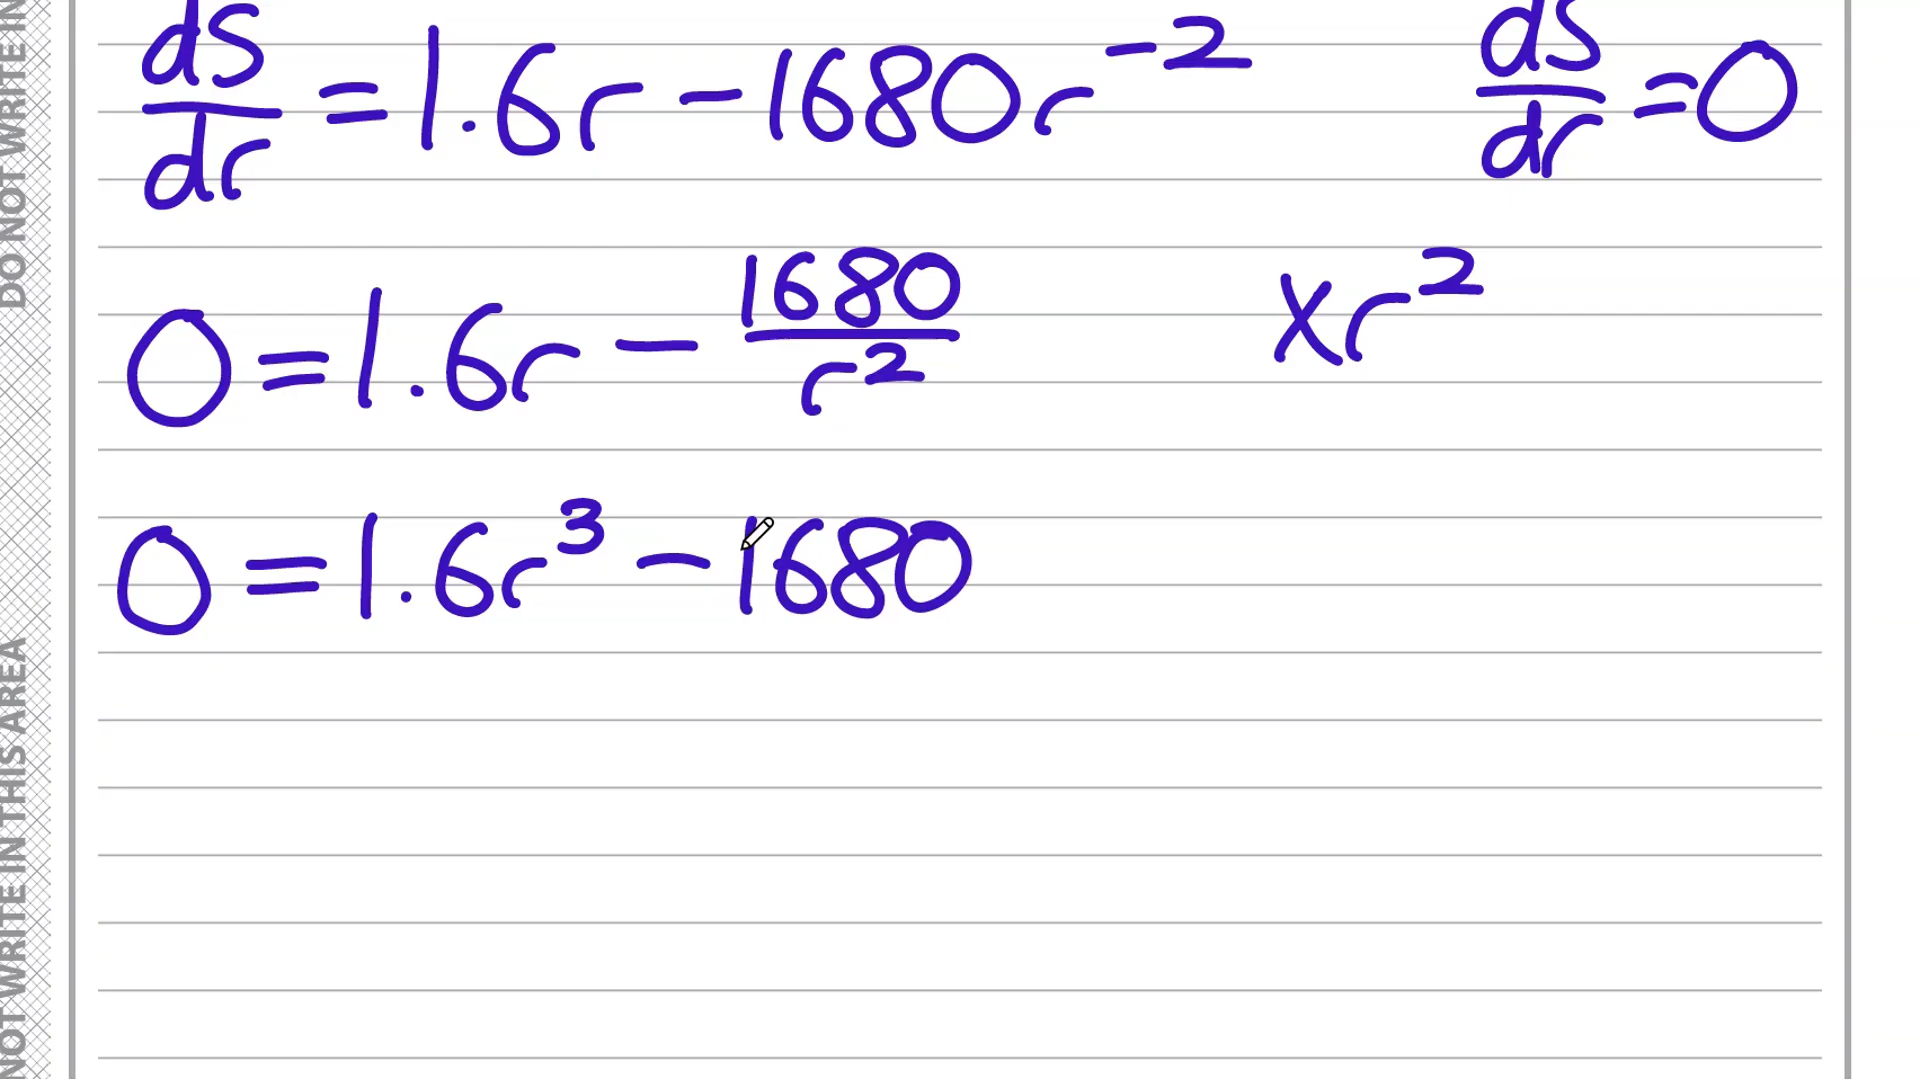 dS/dr = 1.6r − 1680r⁻² dS/dr = 0
0 = 1.6r − 1680/r² ×r²
0 = 1.6r³ − 1680
DO NOT WRITE IN
NOT WRITE IN THIS AREA